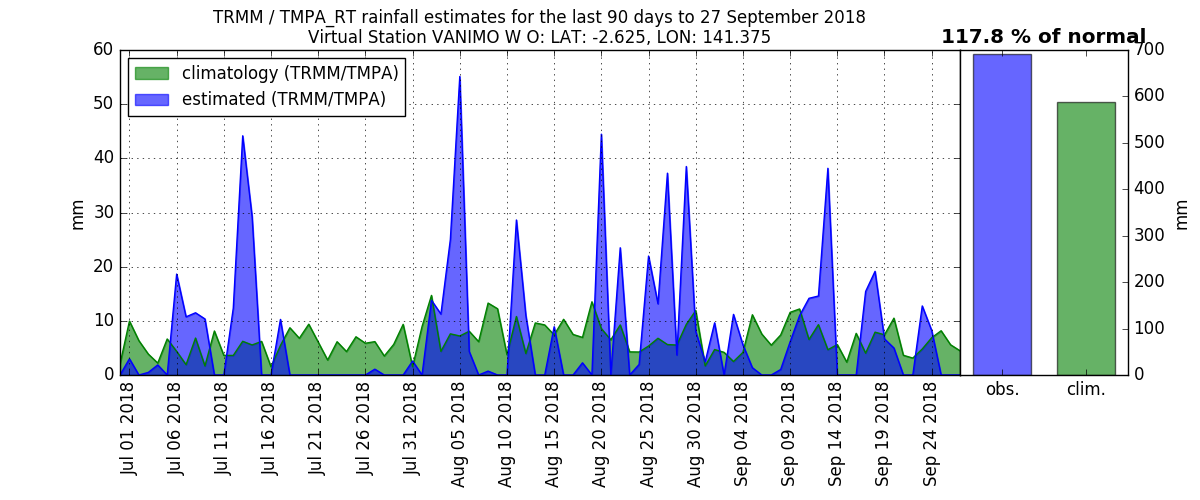 TRMM / TMPA_RT rainfall estimates for the last 90 days to 27 September 2018
Virtual Station VANIMO W O: LAT: -2.625, LON: 141.375
117.8 % of normal
climatology (TRMM/TMPA)
estimated (TRMM/TMPA)
mm
60
50
40
30
20
10
0
Jul 01 2018
Jul 06 2018
Jul 11 2018
Jul 16 2018
Jul 21 2018
Jul 26 2018
Jul 31 2018
Aug 05 2018
Aug 10 2018
Aug 15 2018
Aug 20 2018
Aug 25 2018
Aug 30 2018
Sep 04 2018
Sep 09 2018
Sep 14 2018
Sep 19 2018
Sep 24 2018
obs.
clim.
700
600
500
400
300
200
100
0
mm